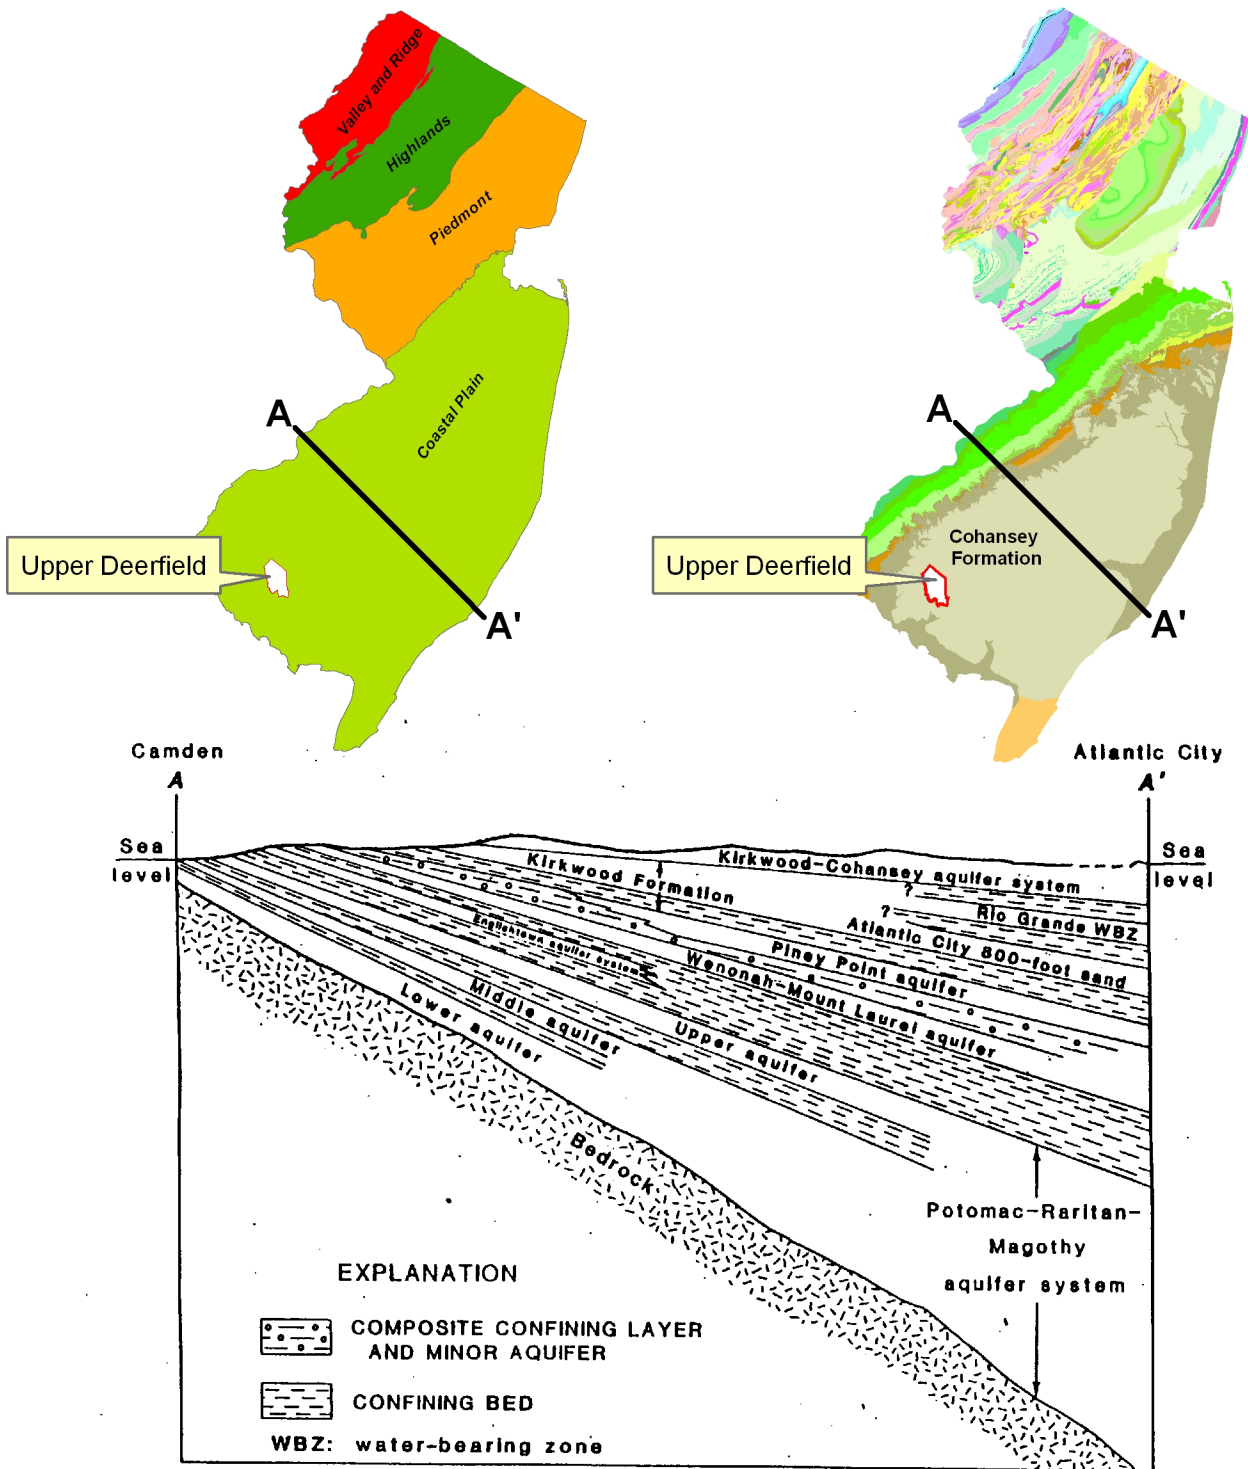 Valley and Ridge
Highlands
Piedmont
Coastal Plain
A
Upper Deerfield
A'
A
Cohansey
Formation
Upper Deerfield
A'
Camden
A
Atlantic City
A'
Sea
level
Sea
level
Kirkwood Formation
Kirkwood-Cohansey aquifer system
?
Rio Grande WBZ
?
Atlantic City 800-foot sand
Piney Point aquifer
Wenonah-Mount Laurel aquifer
Englishtown aquifer system
Upper aquifer
Middle aquifer
Lower aquifer
Bedrock
Potomac-Raritan-
Magothy
aquifer system
EXPLANATION
COMPOSITE CONFINING LAYER
AND MINOR AQUIFER
CONFINING BED
WBZ: water-bearing zone